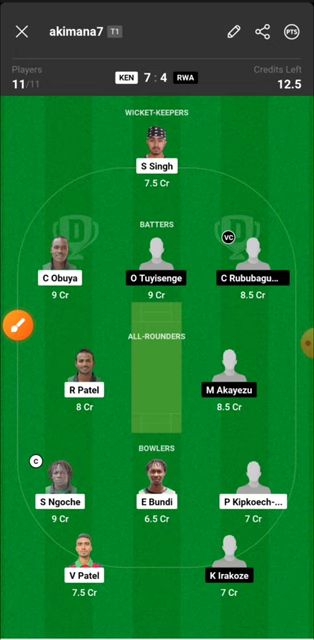 akimana7 T1
PTS
Players
Credits Left
11/11
KEN 7 : 4 RWA
12.5
WICKET-KEEPERS
S Singh
7.5 Cr
BATTERS
VC
C Obuya
O Tuyisenge
C Rububagu...
9 Cr
9 Cr
8.5 Cr
ALL-ROUNDERS
R Patel
M Akayezu
8 Cr
8.5 Cr
BOWLERS
C
S Ngoche
E Bundi
P Kipkoech-...
9 Cr
6.5 Cr
7 Cr
V Patel
K Irakoze
7.5 Cr
7 Cr